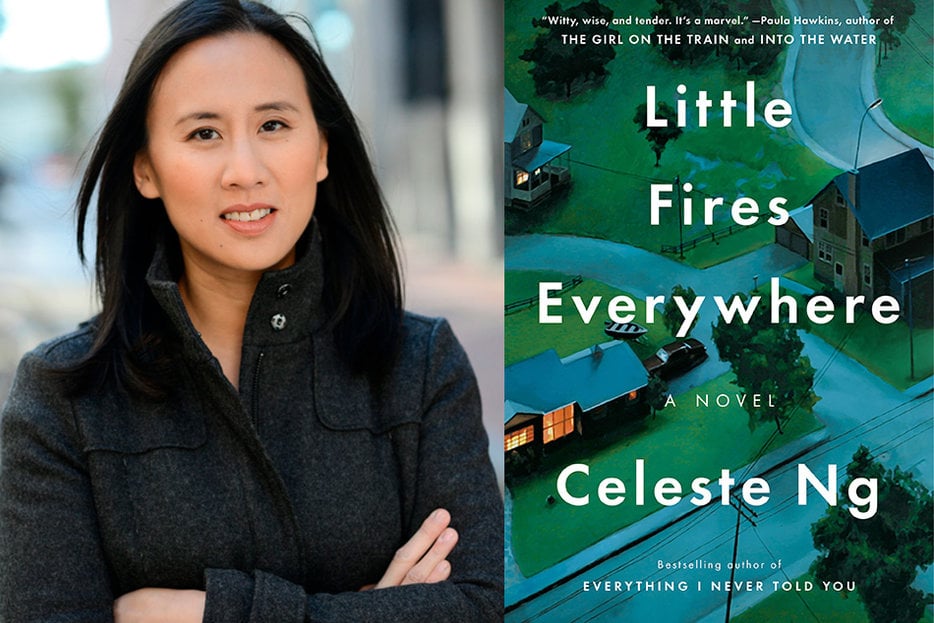 “Witty, wise, and tender. It’s a marvel.” —Paula Hawkins, author of
THE GIRL ON THE TRAIN and INTO THE WATER
Little
Fires
Everywhere
A NOVEL
Celeste Ng
Bestselling author of
EVERYTHING I NEVER TOLD YOU